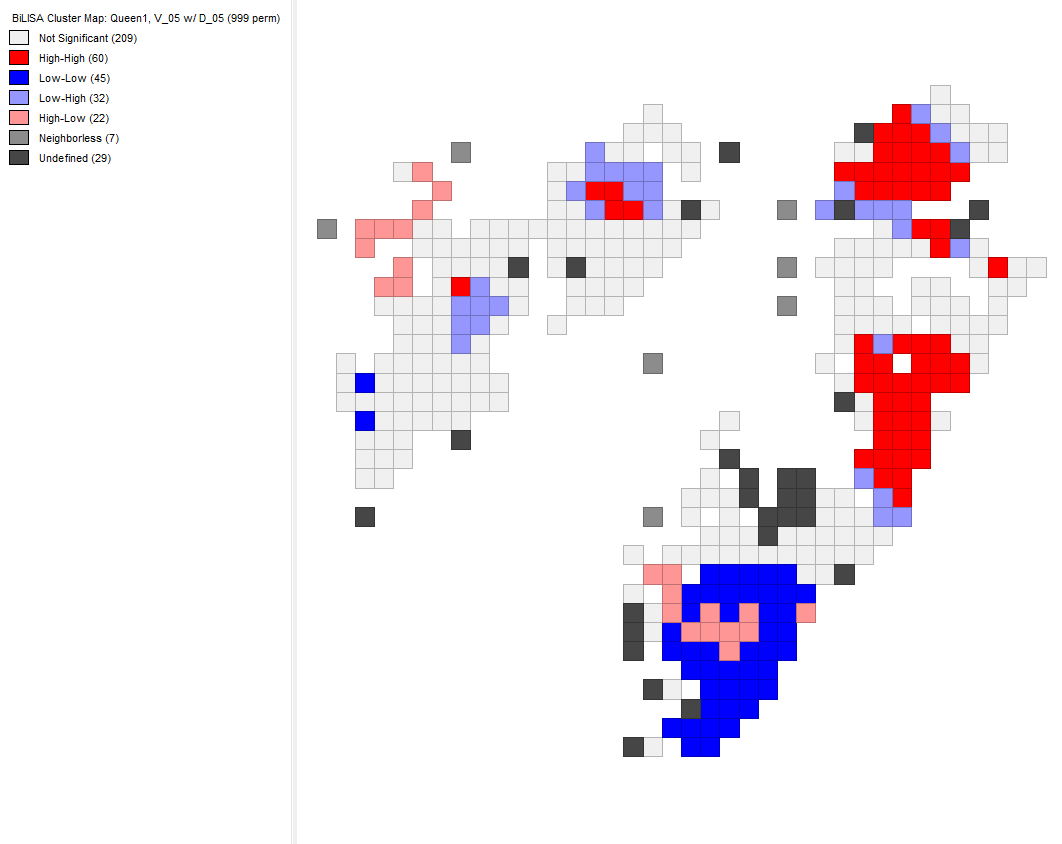 BiLISA Cluster Map: Queen1, V_05 w/ D_05 (999 perm)
Not Significant (209)
High-High (60)
Low-Low (45)
Low-High (32)
High-Low (22)
Neighborless (7)
Undefined (29)